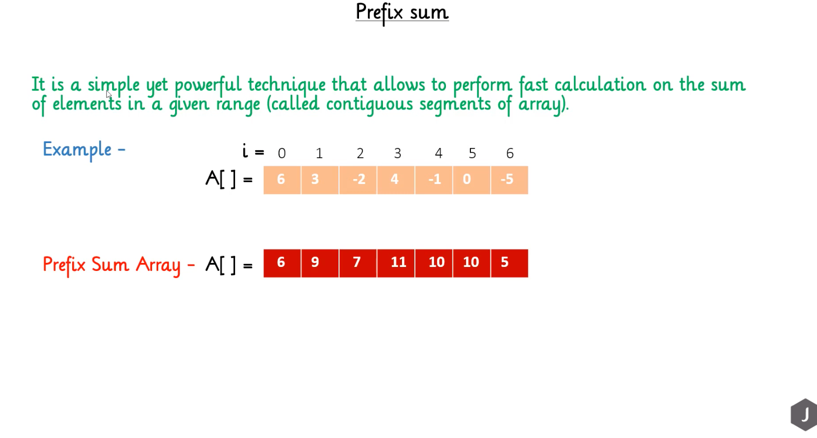 Prefix sum
It is a simple yet powerful technique that allows to perform fast calculation on the sum
of elements in a given range (called contiguous segments of array).
Example - i = 0 1 2 3 4 5 6
A[ ] = 6 3 -2 4 -1 0 -5
Prefix Sum Array - A[ ] = 6 9 7 11 10 10 5
J